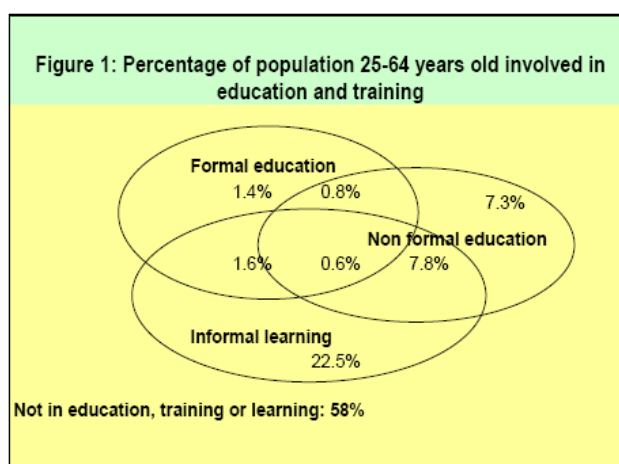 Figure 1: Percentage of population 25-64 years old involved in
education and training
Formal education
1.4%
0.8%
7.3%
Non formal education
1.6%
0.6%
7.8%
Informal learning
22.5%
Not in education, training or learning: 58%